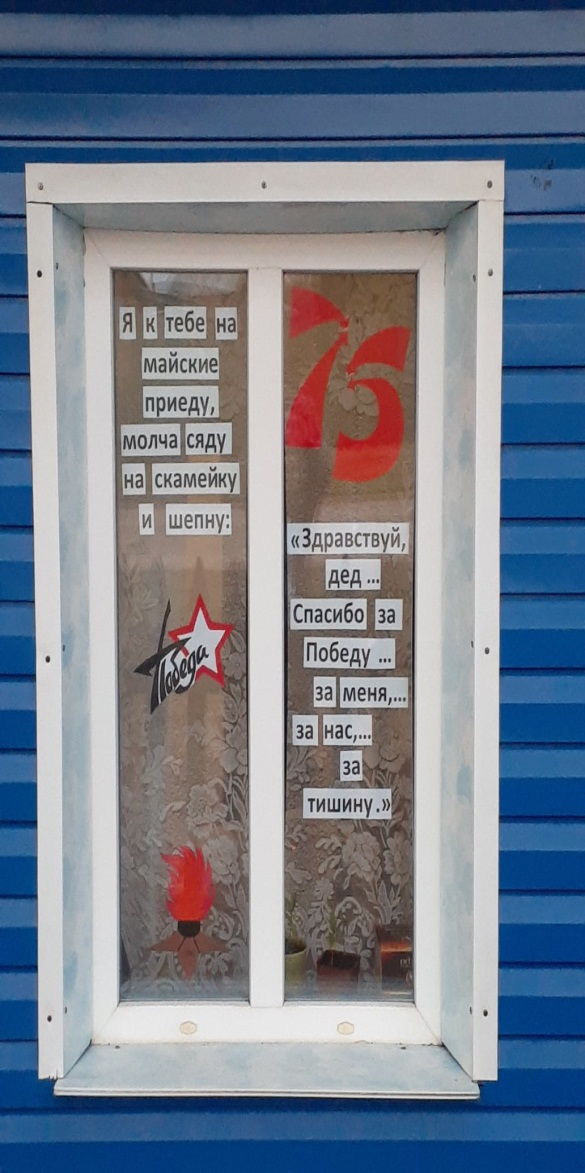 Я к тебе на
майские
приеду,
молча сяду
на скамейку
и шепну:
Победа
75
«Здравствуй,
дед ...
Спасибо за
Победу ...
за меня,...
за нас,...
за
тишину.»